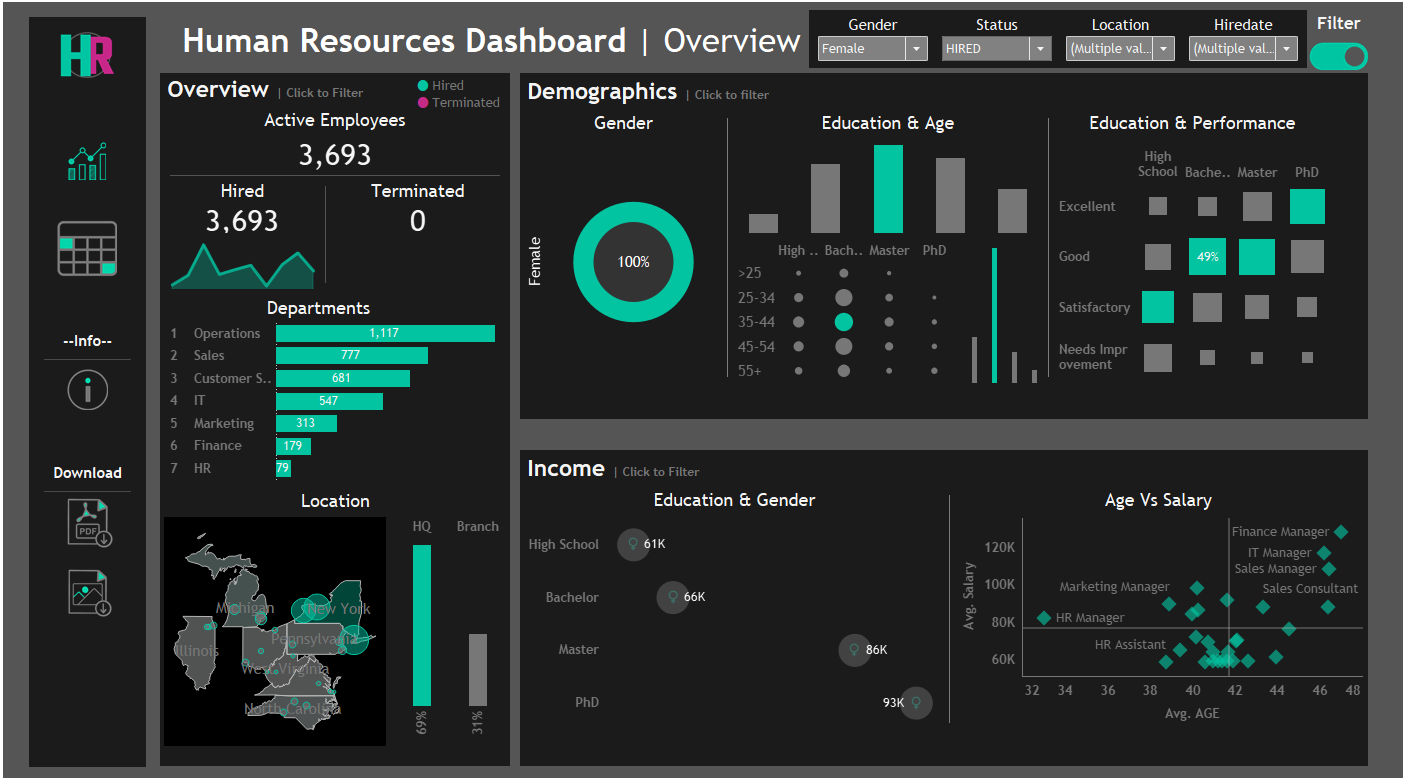 HR
Human Resources Dashboard | Overview
Gender
Status
Location
Hiredate
Filter
Female
HIRED
(Multiple val...
(Multiple val...
Overview | Click to Filter
Hired
Terminated
Active Employees
3,693
Hired
Terminated
3,693
0
Departments
1 Operations 1,117
2 Sales 777
3 Customer S.. 681
4 IT 547
5 Marketing 313
6 Finance 179
7 HR 79
Location
HQ
Branch
Michigan
New York
Pennsylvania
Illinois
West Virginia
North Carolina
69%
31%
--Info--
i
Download
PDF
Demographics | Click to filter
Gender
Female
100%
Education & Age
High ..
Bach..
Master
PhD
>25
25-34
35-44
45-54
55+
Education & Performance
High
School
Bache..
Master
PhD
Excellent
Good
49%
Satisfactory
Needs Impr
ovement
Income | Click to Filter
Education & Gender
High School 61K
Bachelor 66K
Master 86K
PhD 93K
Age Vs Salary
Avg. Salary
120K
100K
80K
60K
Finance Manager
IT Manager
Sales Manager
Marketing Manager
Sales Consultant
HR Manager
HR Assistant
32 34 36 38 40 42 44 46 48
Avg. AGE